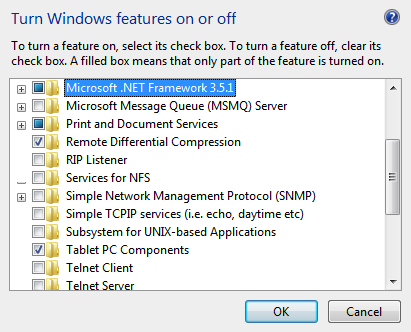 Turn Windows features on or off
To turn a feature on, select its check box. To turn a feature off, clear its
check box. A filled box means that only part of the feature is turned on.
Microsoft .NET Framework 3.5.1
Microsoft Message Queue (MSMQ) Server
Print and Document Services
Remote Differential Compression
RIP Listener
Services for NFS
Simple Network Management Protocol (SNMP)
Simple TCPIP services (i.e. echo, daytime etc)
Subsystem for UNIX-based Applications
Tablet PC Components
Telnet Client
Telnet Server
OK Cancel